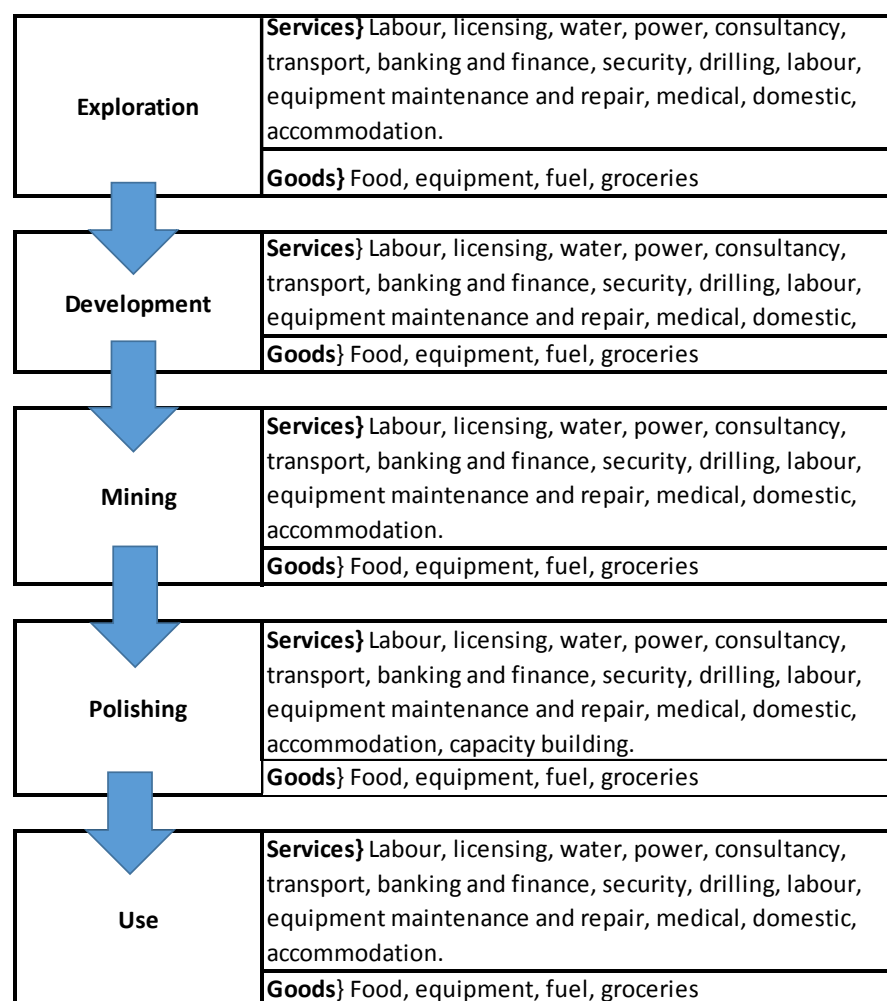 Exploration
Services} Labour, licensing, water, power, consultancy,
transport, banking and finance, security, drilling, labour,
equipment maintenance and repair, medical, domestic,
accommodation.
Goods} Food, equipment, fuel, groceries
Development
Services} Labour, licensing, water, power, consultancy,
transport, banking and finance, security, drilling, labour,
equipment maintenance and repair, medical, domestic,
Goods} Food, equipment, fuel, groceries
Mining
Services} Labour, licensing, water, power, consultancy,
transport, banking and finance, security, drilling, labour,
equipment maintenance and repair, medical, domestic,
accommodation.
Goods} Food, equipment, fuel, groceries
Polishing
Services} Labour, licensing, water, power, consultancy,
transport, banking and finance, security, drilling, labour,
equipment maintenance and repair, medical, domestic,
accommodation, capacity building.
Goods} Food, equipment, fuel, groceries
Use
Services} Labour, licensing, water, power, consultancy,
transport, banking and finance, security, drilling, labour,
equipment maintenance and repair, medical, domestic,
accommodation.
Goods} Food, equipment, fuel, groceries